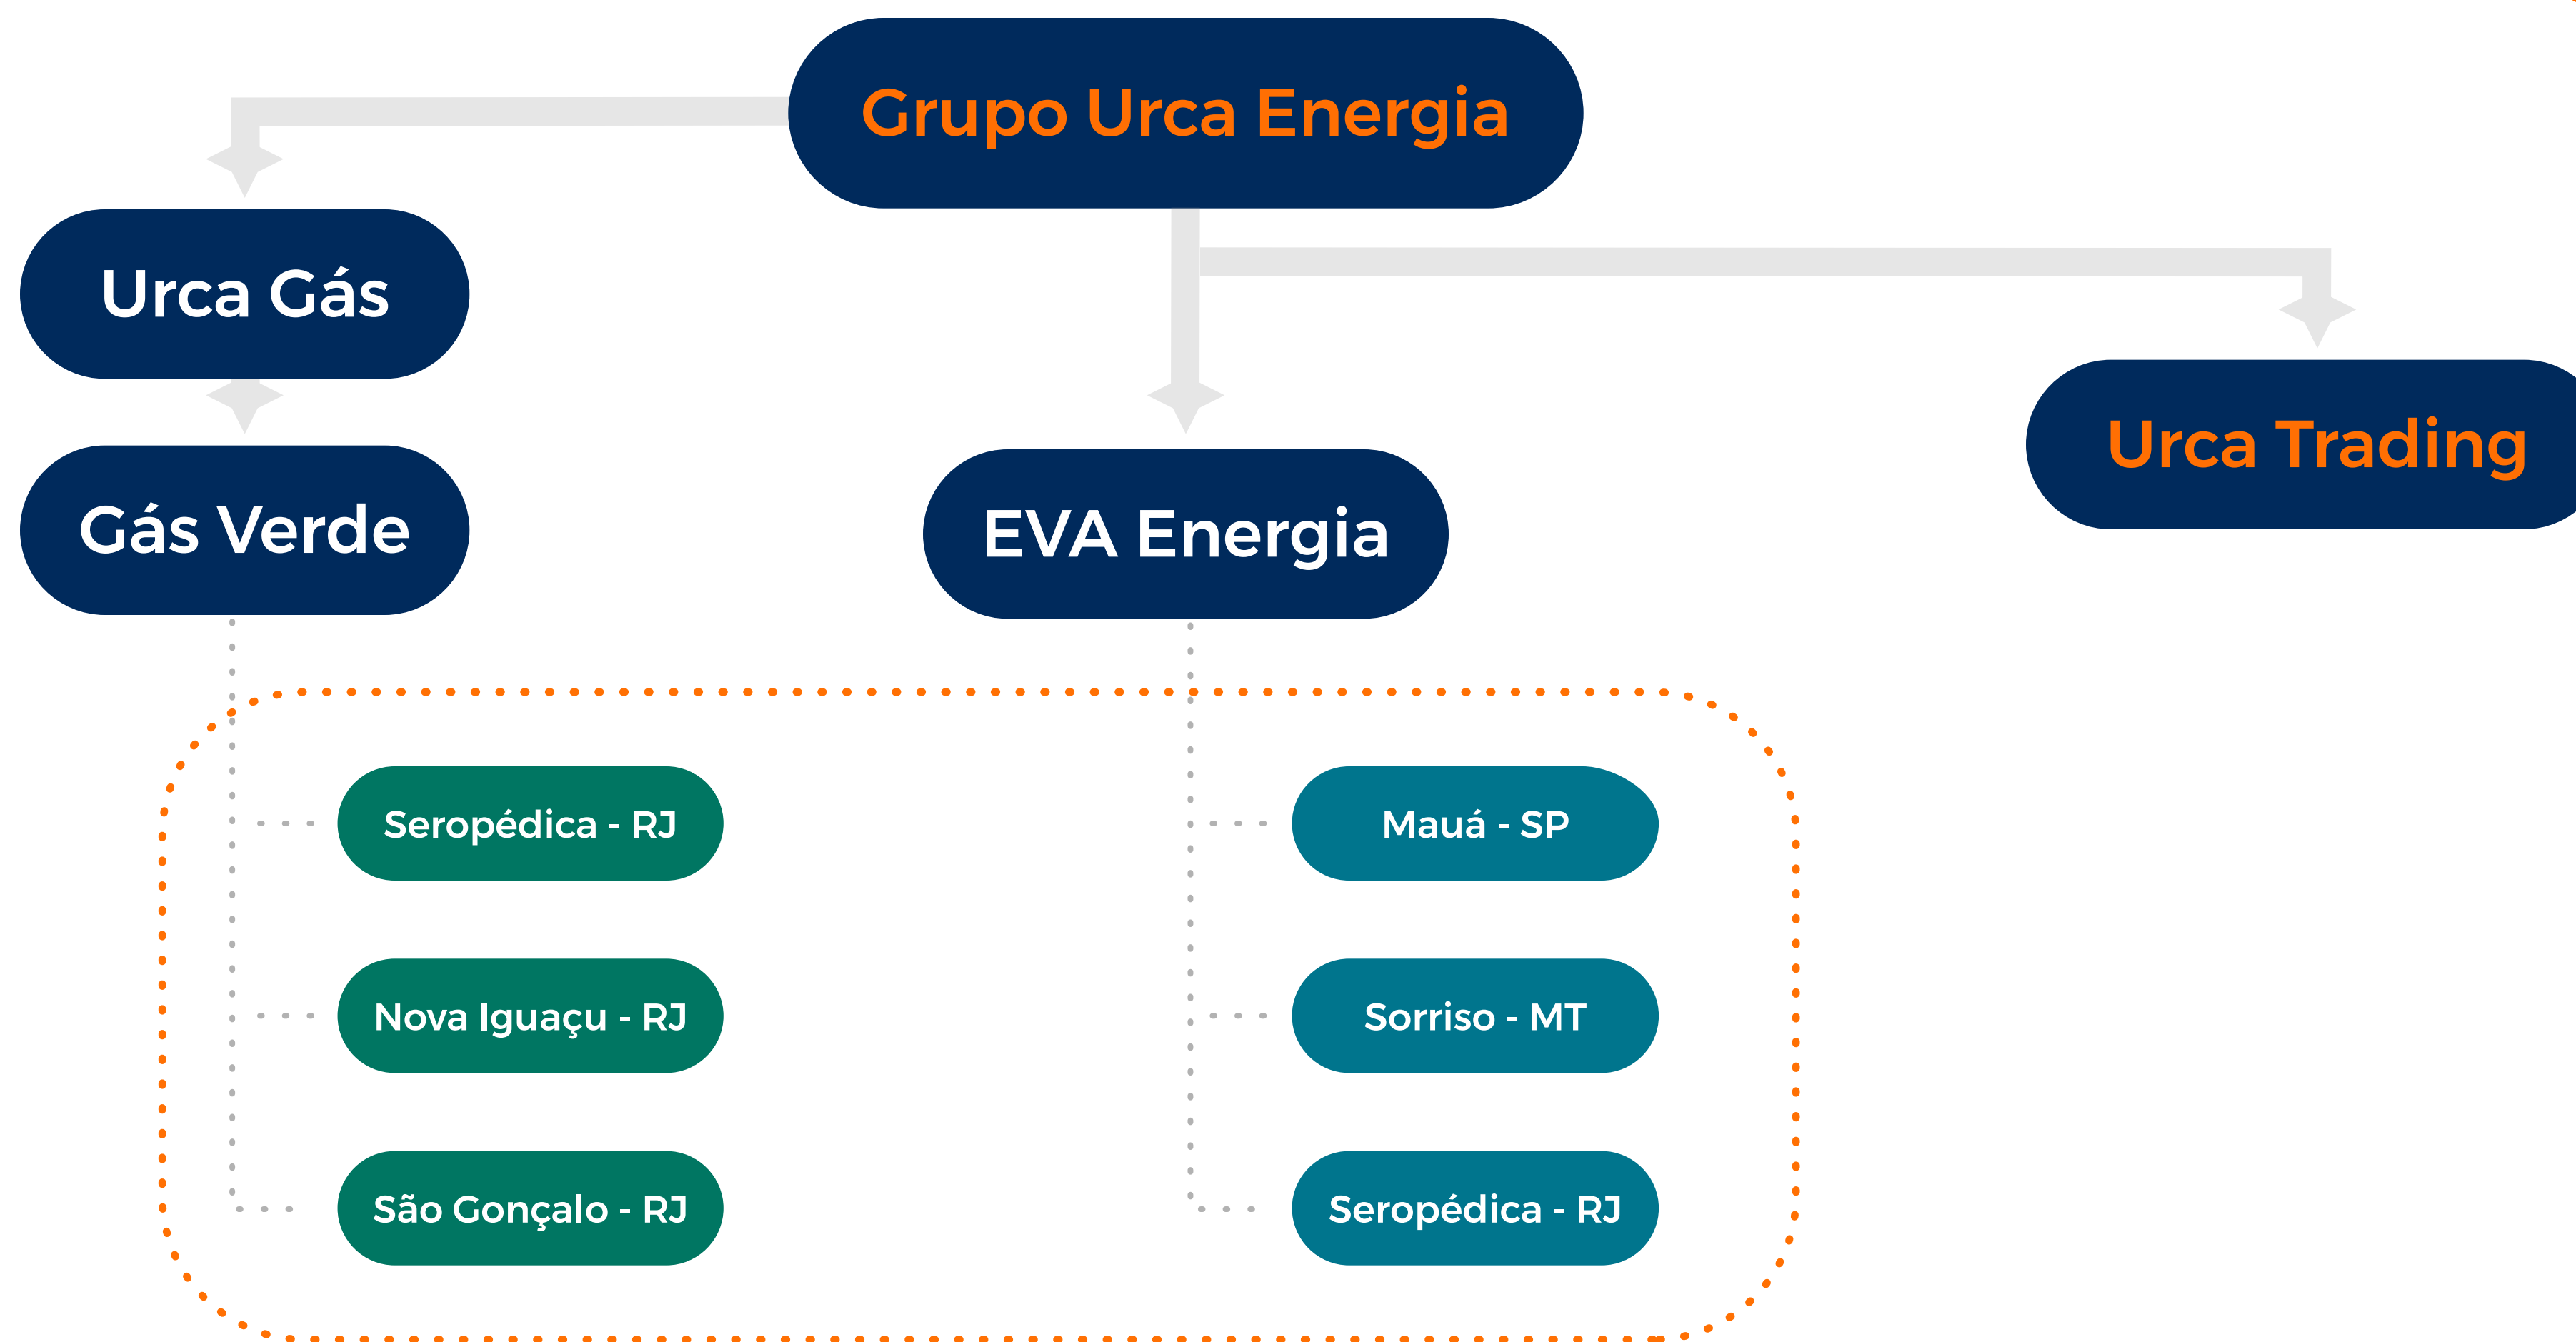 Grupo Urca Energia
Urca Gás
Urca Trading
Gás Verde
EVA Energia
Seropédica - RJ
Mauá - SP
Nova Iguaçu - RJ
Sorriso - MT
São Gonçalo - RJ
Seropédica - RJ